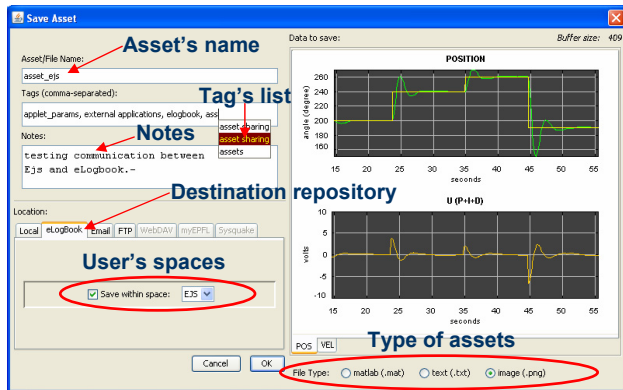 Save Asset
Asset's name
Asset/File Name:
asset_ejs
Tags (comma-separated):
Tag's list
applet_params, external applications, elogbook, ass
asset sharing
asset sharing
assets
Notes:
Notes
testing communication between
Ejs and eLogbook.-
Destination repository
Location:
Local eLogBook Email FTP WebDAV myEPFL Sysquake
User's spaces
Save within space: EJS
Cancel OK
Data to save: Buffer size: 409
POSITION
angle (degree)
260
240
220
200
180
160
15 20 25 30 35 40 45 50 55
seconds
U (P+I+D)
volts
10
5
0
-5
-10
15 20 25 30 35 40 45 50 55
seconds
Type of assets
POS VEL
File Type: matlab (.mat) text (.txt) image (.png)